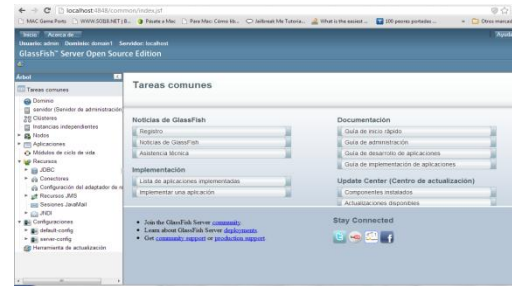 localhost:4848/common/index.jsf
MAC Game Ports
WWW.SOEJE.NET | B...
Pásate a Mac
Para Mac: Cómo lib...
Jailbreak Me Tutoria...
What is the easiest ...
100 peores portadas ...
Otros marcad
Inicio Acerca de...
Ayuda
Usuario: admin Dominio: domain1 Servidor: localhost
GlassFish™ Server Open Source Edition
Árbol
Tareas comunes
Dominio
servidor (Servidor de administración
Clústeres
Instancias independientes
Nodos
Aplicaciones
Módulos de ciclo de vida
Recursos
JDBC
Conectores
Configuración del adaptador de
Recursos JMS
Sesiones JavaMail
JNDI
Configuraciones
default-config
server-config
Herramienta de actualización
Tareas comunes
Noticias de GlassFish
Registro
Noticias de GlassFish
Asistencia técnica
Implementación
Lista de aplicaciones implementadas
Implementar una aplicación
Documentación
Guía de inicio rápido
Guía de administración
Guía de desarrollo de aplicaciones
Guía de implementación de aplicaciones
Update Center (Centro de actualización)
Componentes instalados
Actualizaciones disponibles
Join the GlassFish Server community
Learn about GlassFish Server deployments
Get community support or production support
Stay Connected